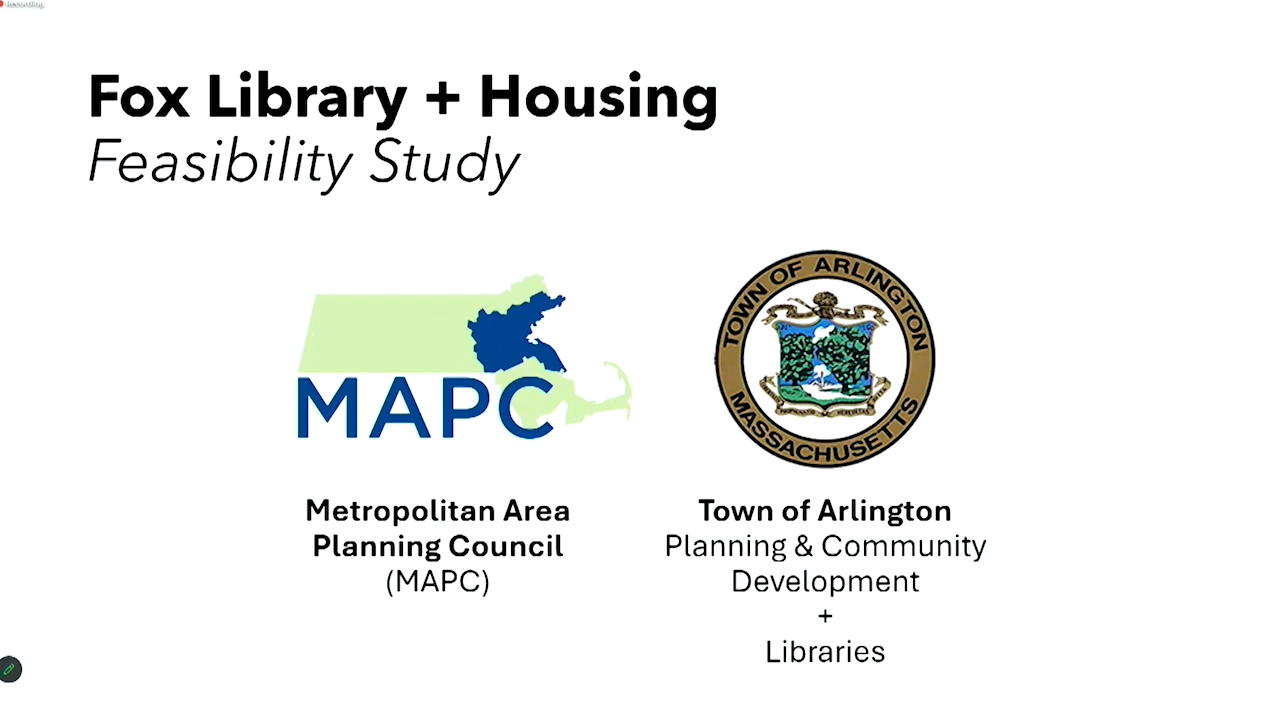 Recording
Fox Library + Housing
Feasibility Study
MAPC
TOWN OF ARLINGTON
MASSACHUSETTS
Metropolitan Area
Planning Council
(MAPC)
Town of Arlington
Planning & Community
Development
+
Libraries